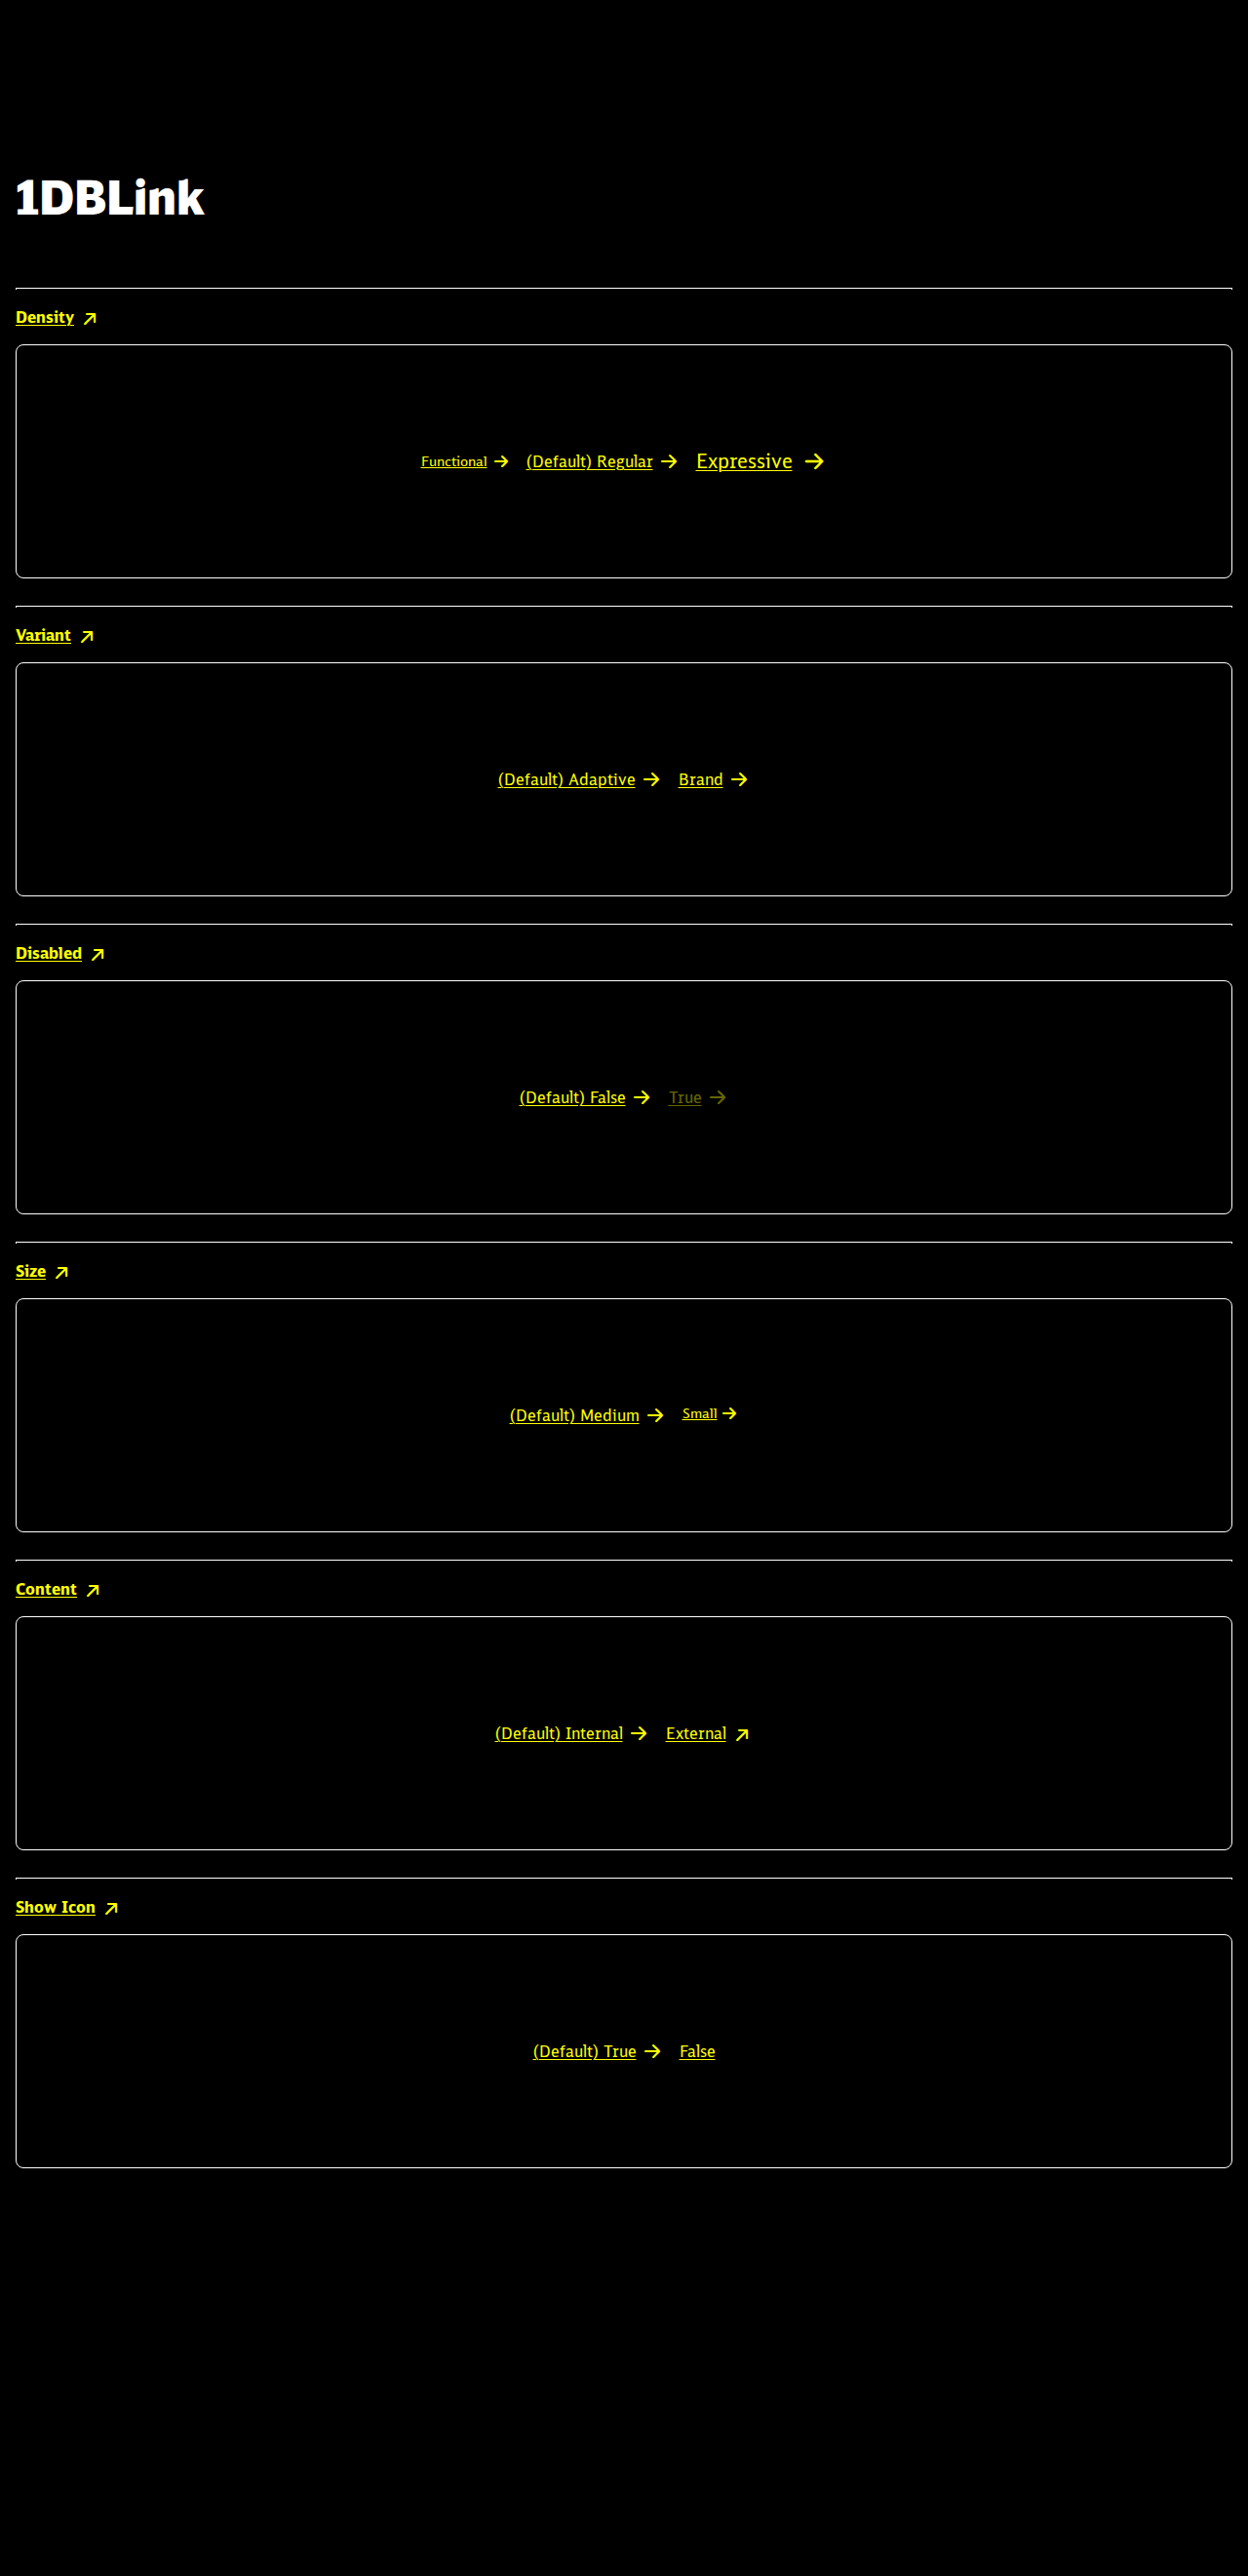 1DBLink
Density
Functional (Default) Regular Expressive
Variant
(Default) Adaptive Brand
Disabled
(Default) False True
Size
(Default) Medium Small
Content
(Default) Internal External
Show Icon
(Default) True False